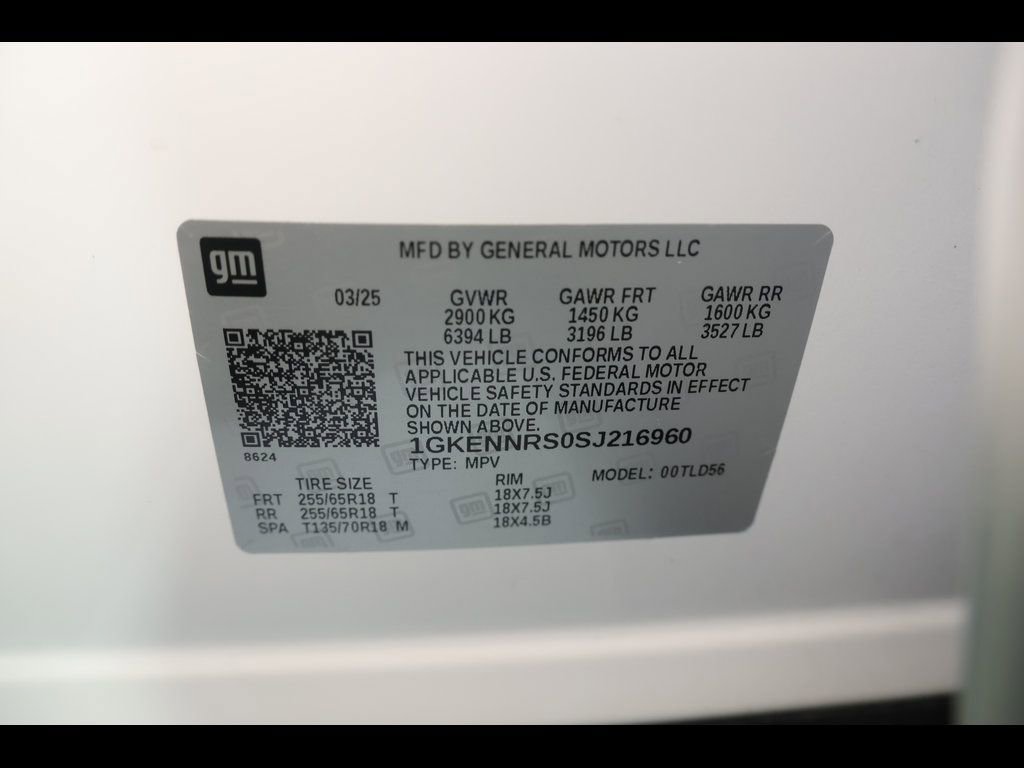 gm
MFD BY GENERAL MOTORS LLC
03/25 GVWR GAWR FRT GAWR RR
2900 KG 1450 KG 1600 KG
6394 LB 3196 LB 3527 LB
THIS VEHICLE CONFORMS TO ALL
APPLICABLE U.S. FEDERAL MOTOR
VEHICLE SAFETY STANDARDS IN EFFECT
ON THE DATE OF MANUFACTURE
SHOWN ABOVE.
1GKENNRS0SJ216960
8624
TYPE: MPV MODEL: 00TLD56
TIRE SIZE RIM
FRT 255/65R18 T 18X7.5J
RR 255/65R18 T 18X7.5J
SPA T135/70R18 M 18X4.5B
gm